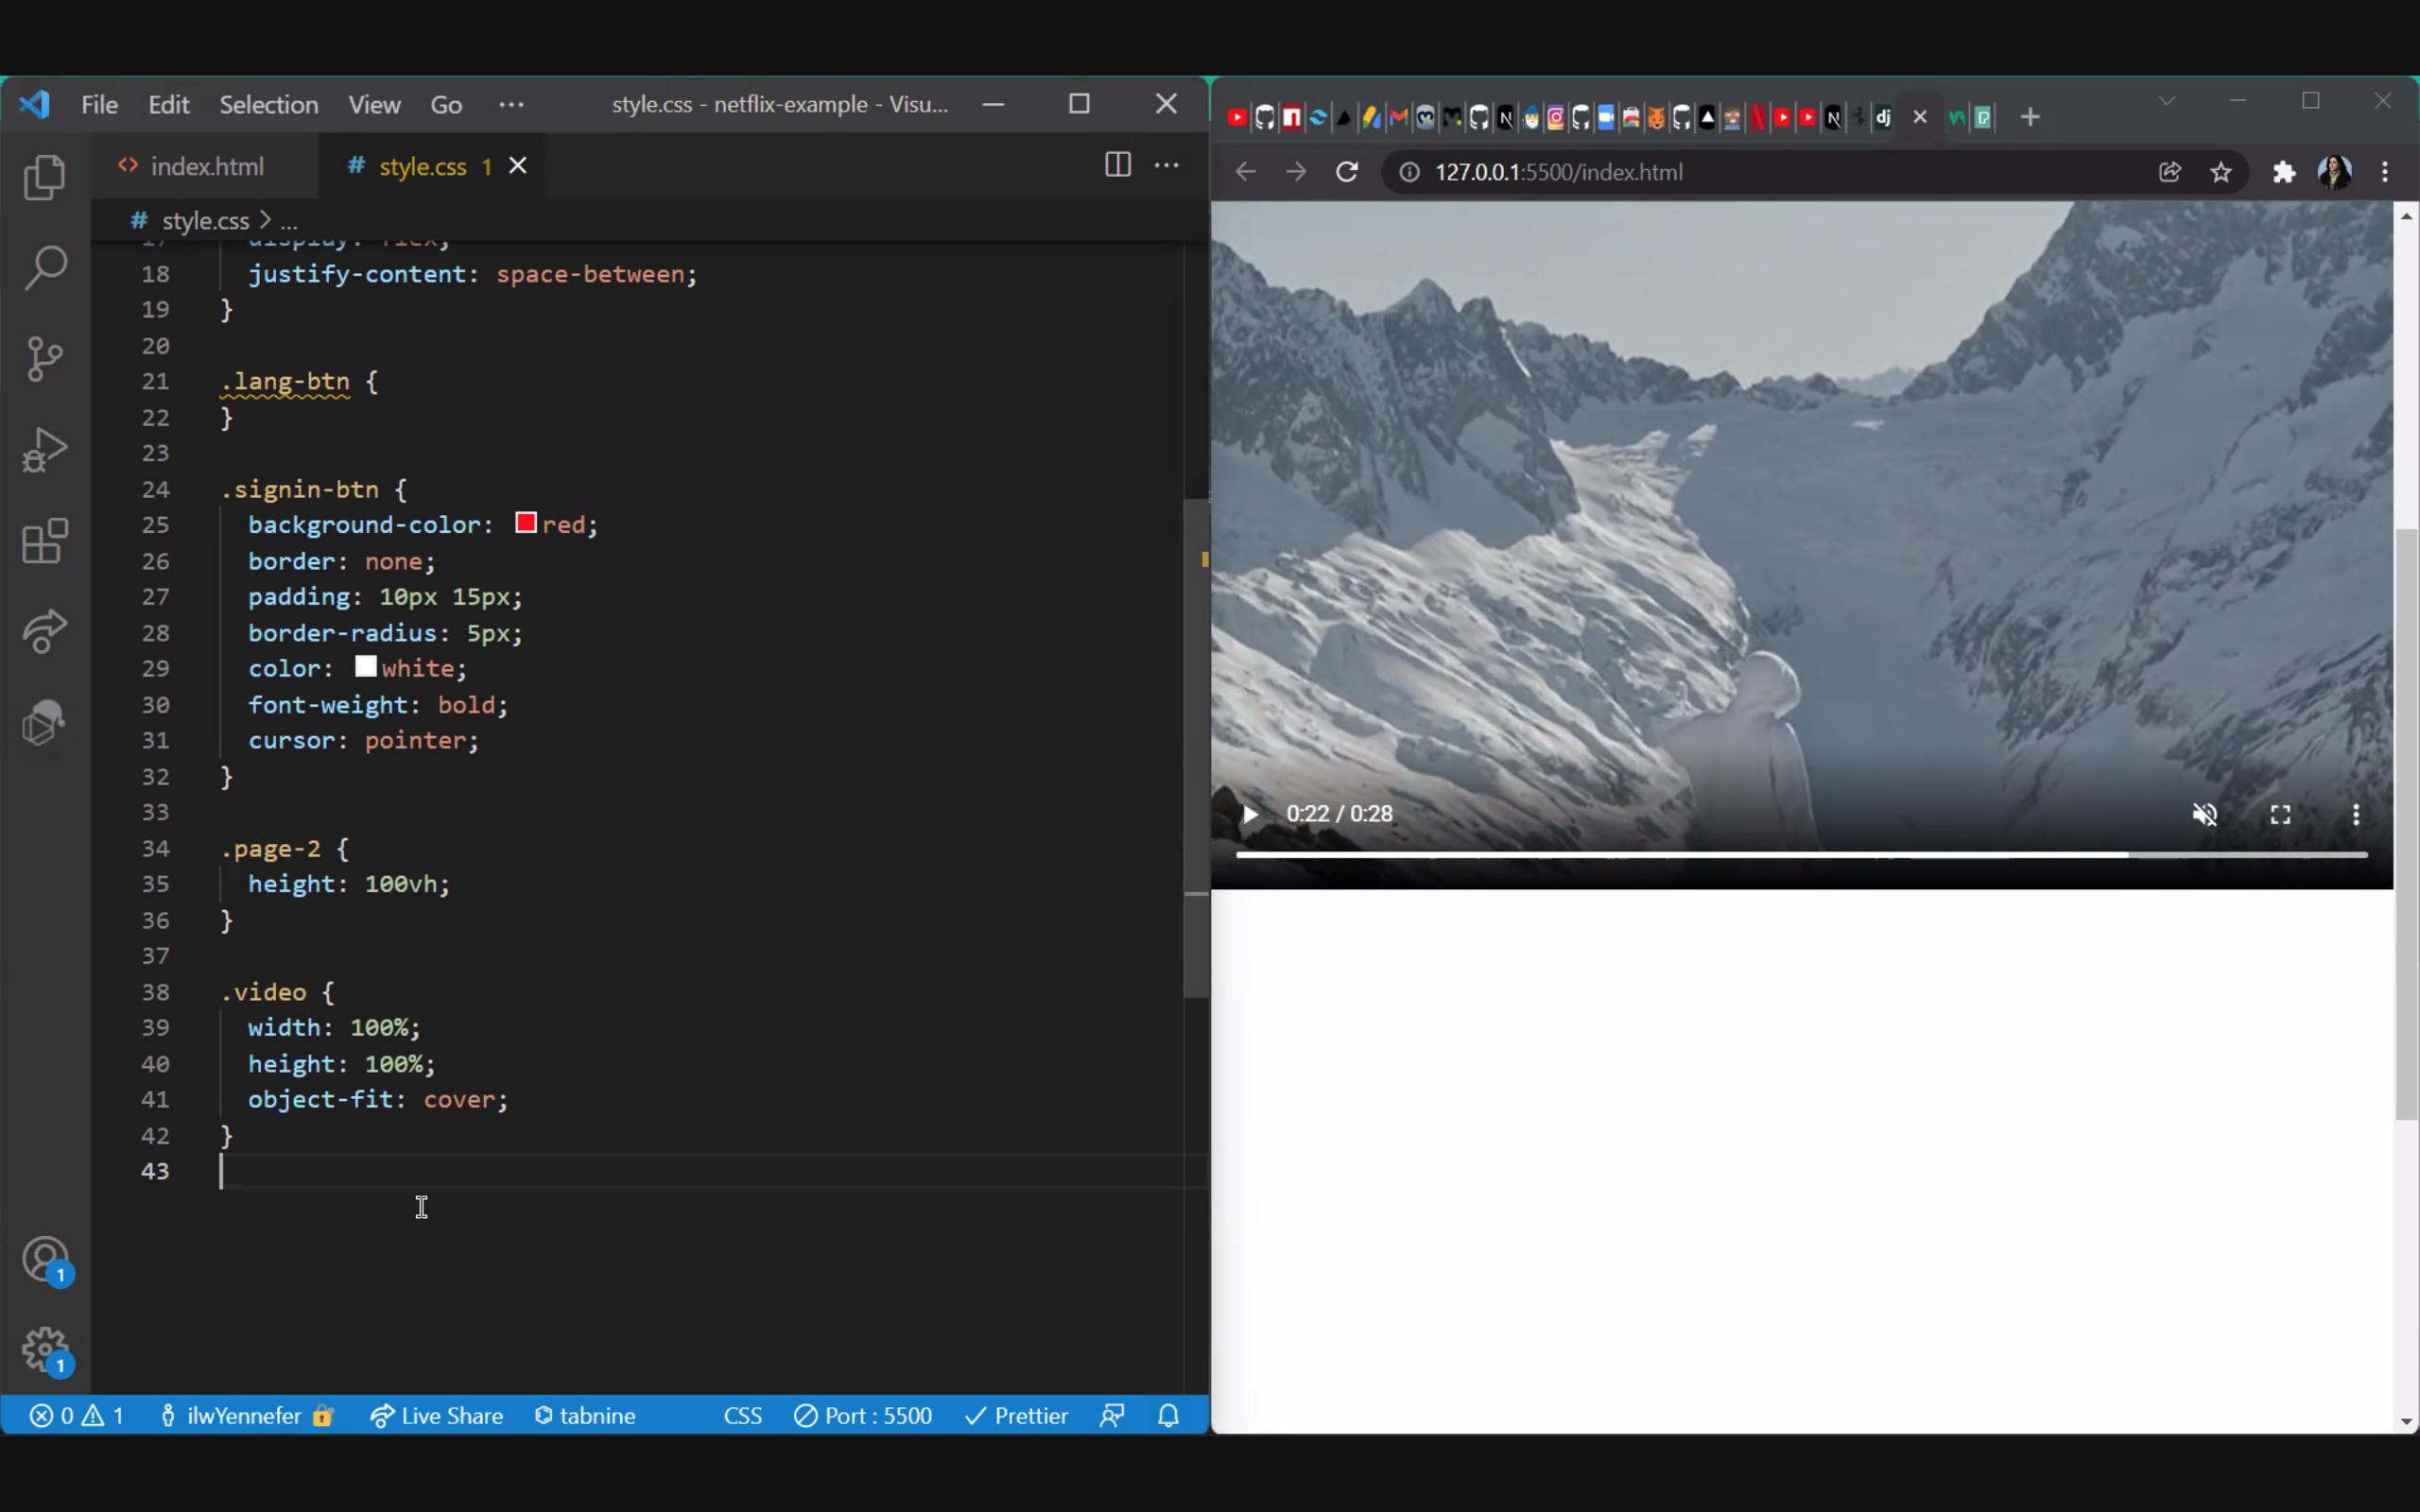 File Edit Selection View Go ··· style.css - netflix-example - Visu...
index.html # style.css 1
# style.css > ...
17 display: flex;
18 justify-content: space-between;
19 }
20
21 .lang-btn {
22 }
23
24 .signin-btn {
25 background-color: red;
26 border: none;
27 padding: 10px 15px;
28 border-radius: 5px;
29 color: white;
30 font-weight: bold;
31 cursor: pointer;
32 }
33
34 .page-2 {
35 height: 100vh;
36 }
37
38 .video {
39 width: 100%;
40 height: 100%;
41 object-fit: cover;
42 }
43
1
1
0 1 ilwYennefer Live Share tabnine CSS Port : 5500 Prettier
dj
127.0.0.1:5500/index.html
0:22 / 0:28